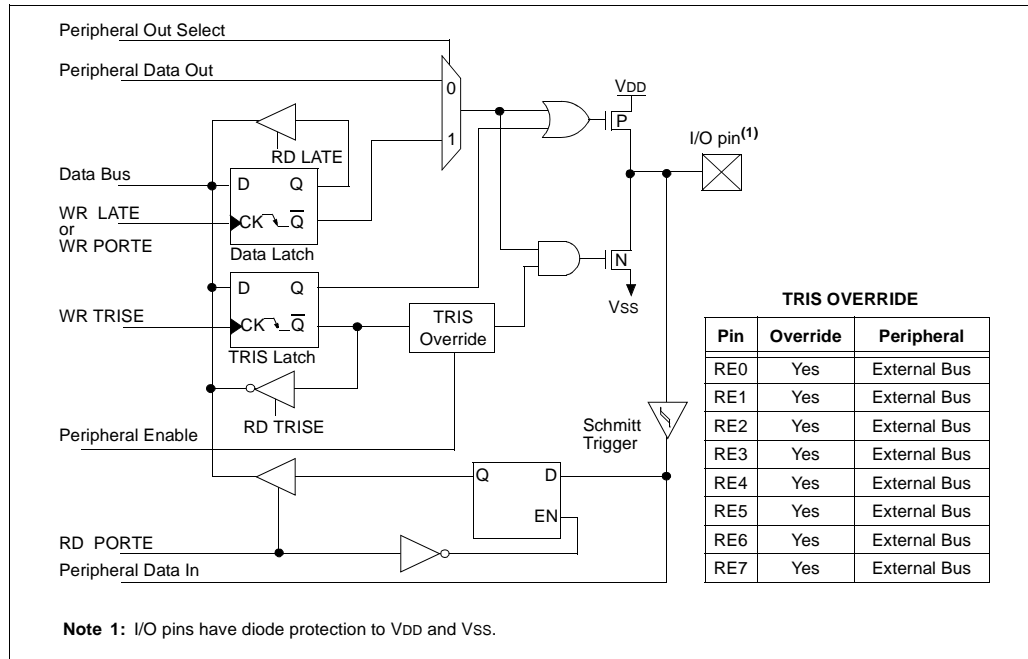 Peripheral Out Select
Peripheral Data Out
0
1
VDD
P
I/O pin(1)
RD LATE
Data Bus
D Q
WR LATE
or
WR PORTE
CK Q̅
Data Latch
N
VSS
D Q
WR TRISE
CK Q̅
TRIS Latch
TRIS
Override
RD TRISE
Peripheral Enable
Schmitt
Trigger
Q D
EN
RD PORTE
Peripheral Data In
TRIS OVERRIDE
Pin Override Peripheral
RE0 Yes External Bus
RE1 Yes External Bus
RE2 Yes External Bus
RE3 Yes External Bus
RE4 Yes External Bus
RE5 Yes External Bus
RE6 Yes External Bus
RE7 Yes External Bus
Note 1: I/O pins have diode protection to VDD and VSS.